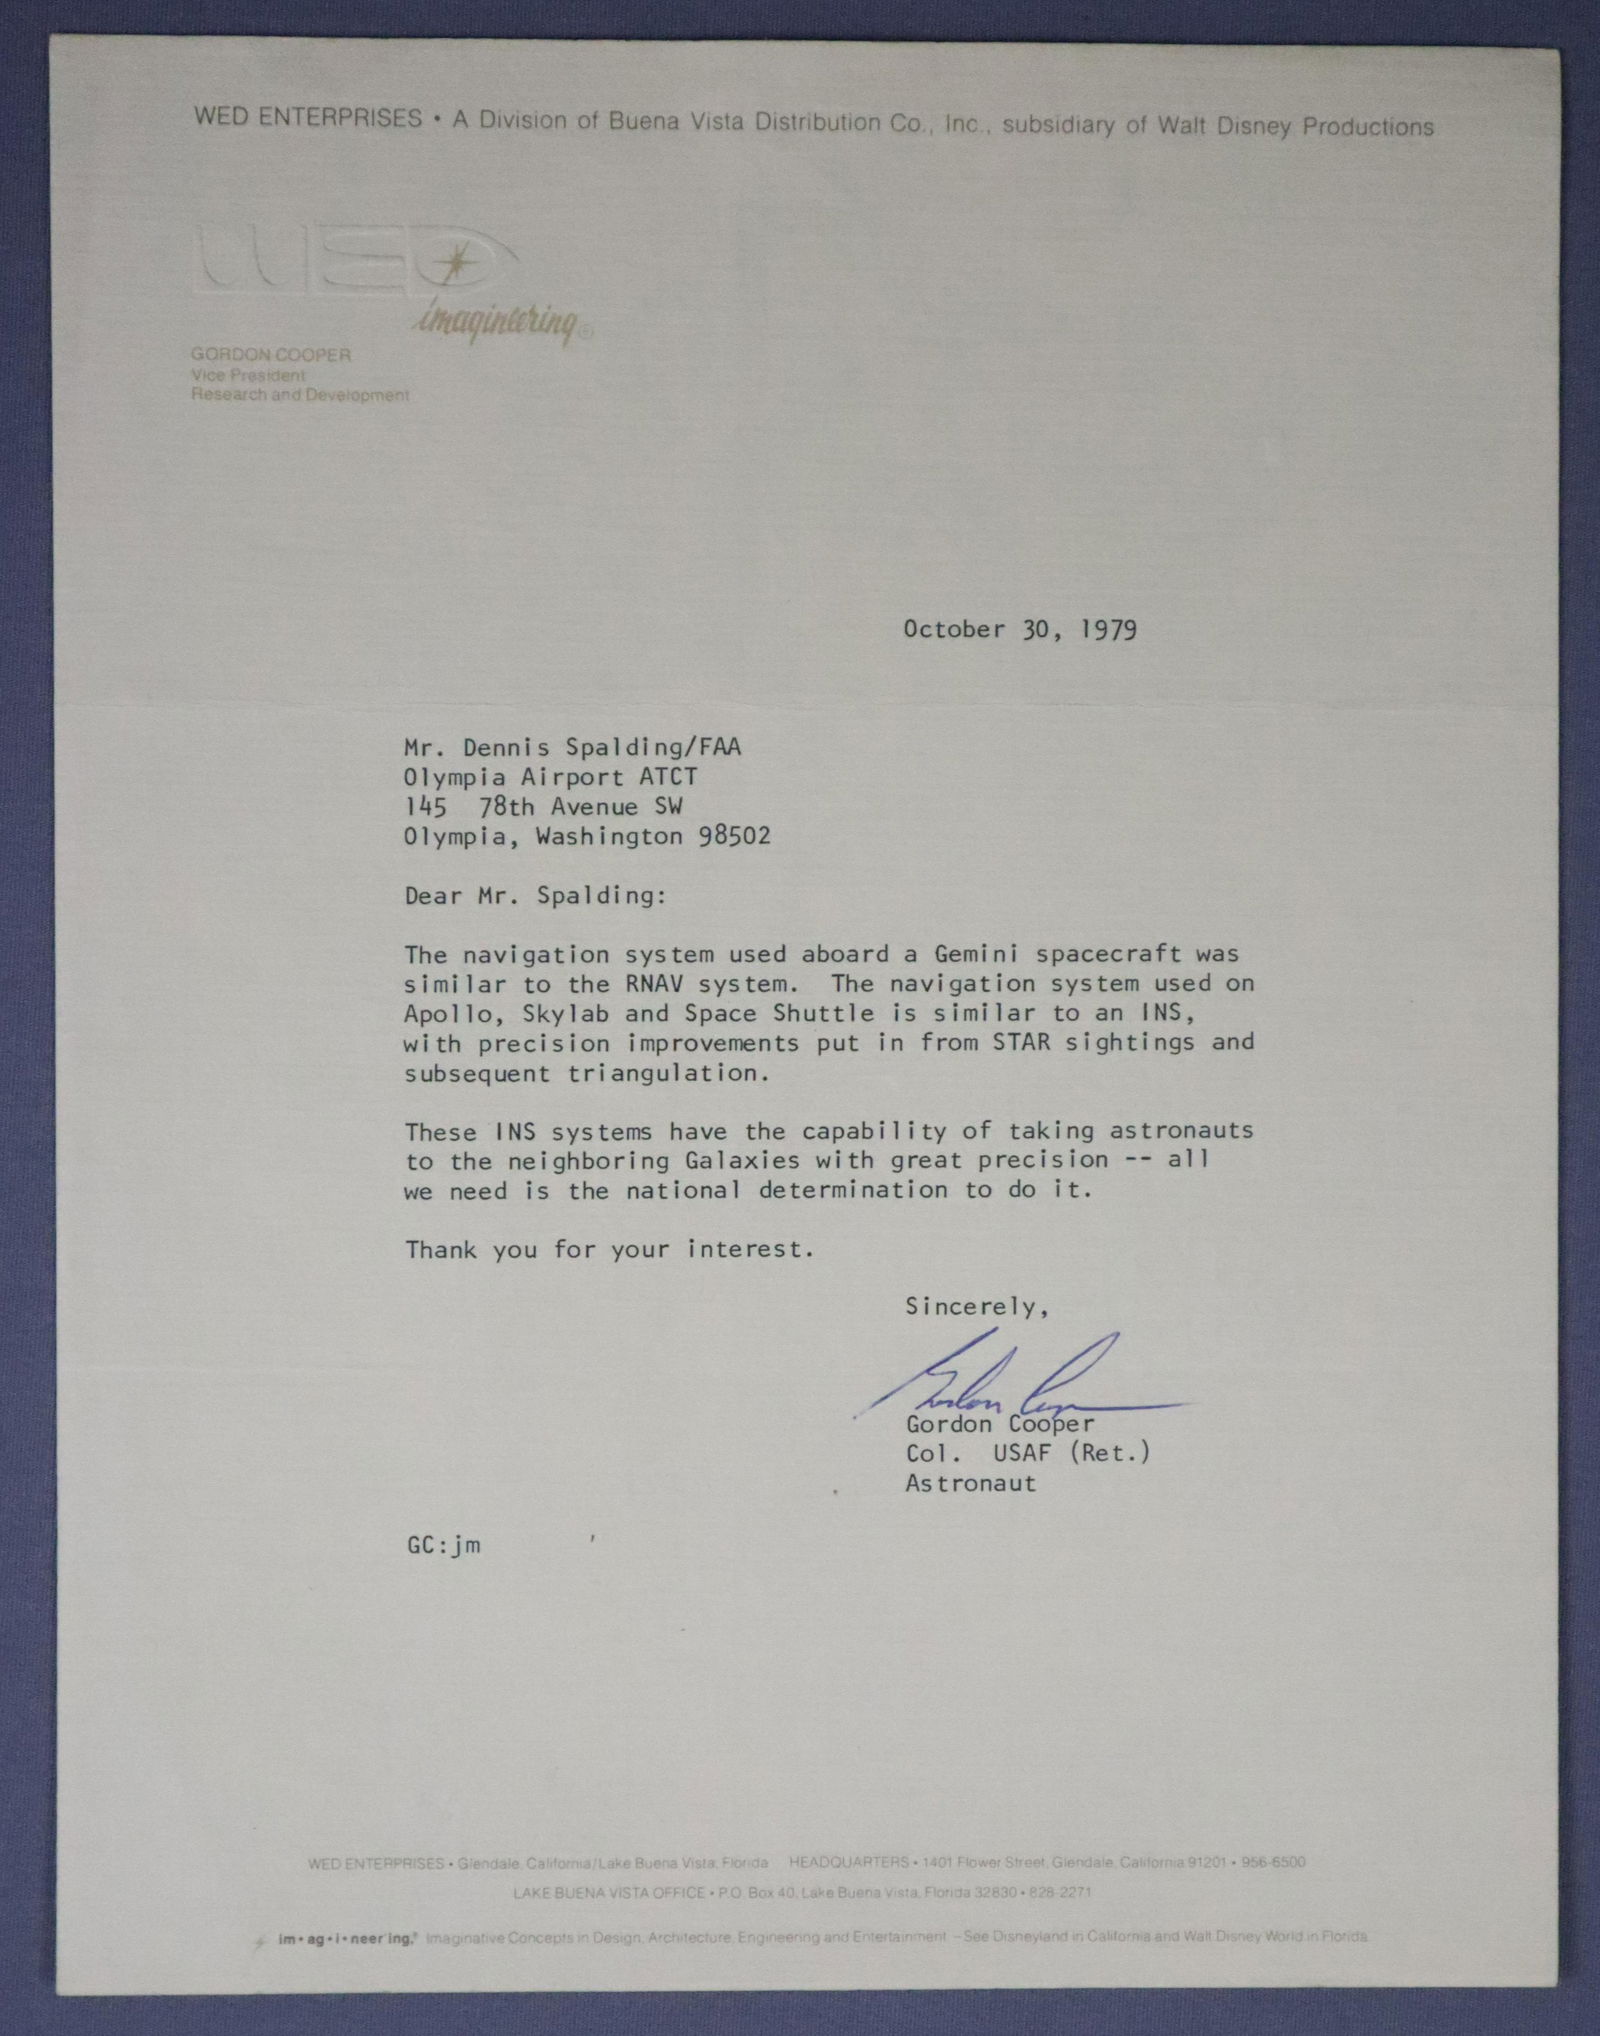 WED ENTERPRISES • A Division of Buena Vista Distribution Co., Inc., subsidiary of Walt Disney Productions
WED
imagineering®
GORDON COOPER
Vice President
Research and Development
October 30, 1979
Mr. Dennis Spalding/FAA
Olympia Airport ATCT
145  78th Avenue SW
Olympia, Washington 98502
Dear Mr. Spalding:
The navigation system used aboard a Gemini spacecraft was
similar to the RNAV system.  The navigation system used on
Apollo, Skylab and Space Shuttle is similar to an INS,
with precision improvements put in from STAR sightings and
subsequent triangulation.
These INS systems have the capability of taking astronauts
to the neighboring Galaxies with great precision -- all
we need is the national determination to do it.
Thank you for your interest.
Sincerely,
Gordon Cooper
Gordon Cooper
Col.  USAF (Ret.)
Astronaut
GC:jm
WED ENTERPRISES • Glendale, California/Lake Buena Vista, Florida HEADQUARTERS • 1401 Flower Street, Glendale, California 91201 • 956-6500
LAKE BUENA VISTA OFFICE • P.O. Box 40, Lake Buena Vista, Florida 32830 • 828-2271
im•ag•i•neer′ing,® Imaginative Concepts in Design, Architecture, Engineering and Entertainment —See Disneyland in California and Walt Disney World in Florida.